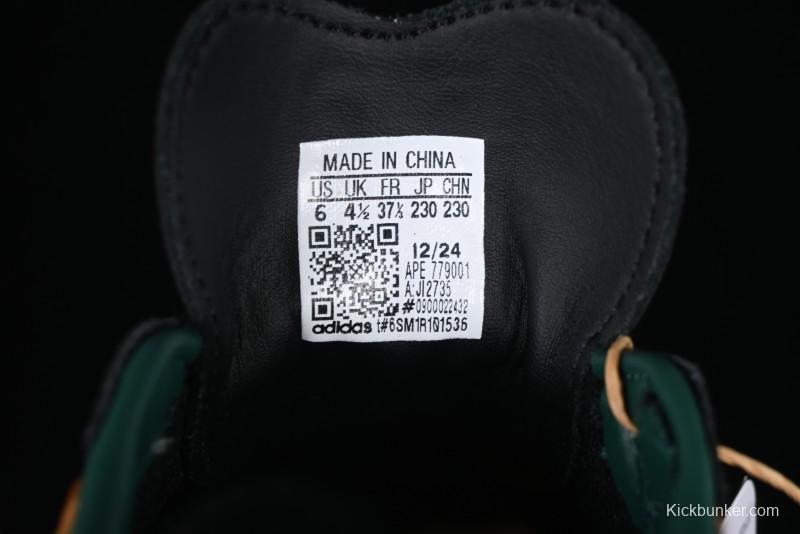 MADE IN CHINA
US UK FR JP CHN
6 4½ 37⅓ 230 230
12/24
APE 779001
A:JI2735
#0900022432
adidas t#6SM1R101536
Kickbunker.com